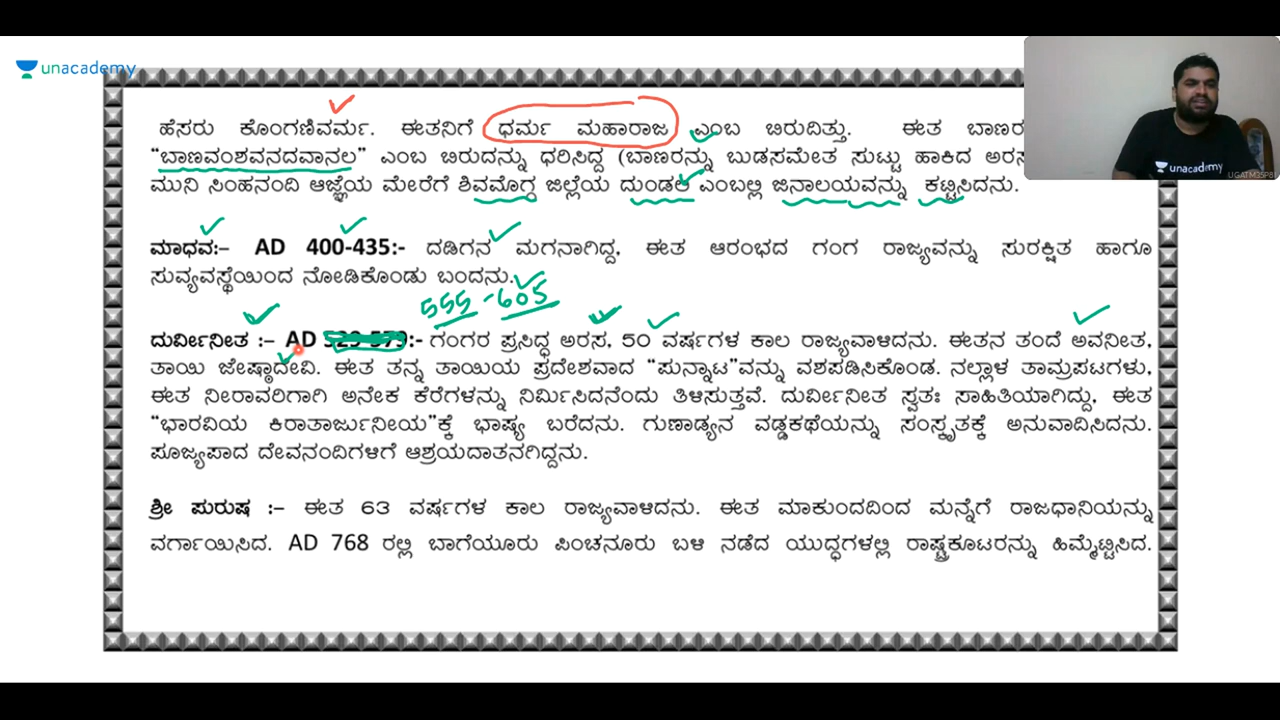 unacademy
ಹೆಸರು ಕೊಂಗಣಿವರ್ಮ. ಈತನಿಗೆ ಧರ್ಮ ಮಹಾರಾಜ ಎಂಬ ಬಿರುದಿತ್ತು. ಈತ ಬಾಣರ
“ಬಾಣವಂಶವನದವಾನಲ” ಎಂಬ ಬಿರುದನ್ನು ಧರಿಸಿದ್ದ (ಬಾಣರನ್ನು ಬುಡಸಮೇತ ಸುಟ್ಟು ಹಾಕಿದ ಅರಸ
ಮುನಿ ಸಿಂಹನಂದಿ ಆಜ್ಞೆಯ ಮೇರೆಗೆ ಶಿವಮೊಗ್ಗ ಜಿಲ್ಲೆಯ ದುಂಡಲಿ ಎಂಬಲ್ಲಿ ಜಿನಾಲಯವನ್ನು ಕಟ್ಟಿಸಿದನು.
unacademy
UGATM35P8I
ಮಾಧವ:– AD 400-435:- ದಡಿಗನ ಮಗನಾಗಿದ್ದ, ಈತ ಆರಂಭದ ಗಂಗ ರಾಜ್ಯವನ್ನು ಸುರಕ್ಷಿತ ಹಾಗೂ
ಸುವ್ಯವಸ್ಥೆಯಿಂದ ನೋಡಿಕೊಂಡು ಬಂದನು.
555 -605
ದುರ್ವಿನೀತ :– AD 529-579:- ಗಂಗರ ಪ್ರಸಿದ್ಧ ಅರಸ, 50 ವರ್ಷಗಳ ಕಾಲ ರಾಜ್ಯವಾಳಿದನು. ಈತನ ತಂದೆ ಅವನೀತ,
ತಾಯಿ ಜೇಷ್ಠಾದೇವಿ. ಈತ ತನ್ನ ತಾಯಿಯ ಪ್ರದೇಶವಾದ “ಪುನ್ನಾಟ”ವನ್ನು ವಶಪಡಿಸಿಕೊಂಡ. ನಲ್ಲಾಳ ತಾಮ್ರಪಟಗಳು,
ಈತ ನೀರಾವರಿಗಾಗಿ ಅನೇಕ ಕೆರೆಗಳನ್ನು ನಿರ್ಮಿಸಿದನೆಂದು ತಿಳಿಸುತ್ತವೆ. ದುರ್ವಿನೀತ ಸ್ವತಃ ಸಾಹಿತಿಯಾಗಿದ್ದು, ಈತ
“ಭಾರವಿಯ ಕಿರಾತಾರ್ಜುನೀಯ”ಕ್ಕೆ ಭಾಷ್ಯ ಬರೆದನು. ಗುಣಾಡ್ಯನ ವಡ್ಡಕಥೆಯನ್ನು ಸಂಸ್ಕೃತಕ್ಕೆ ಅನುವಾದಿಸಿದನು.
ಪೂಜ್ಯಪಾದ ದೇವನಂದಿಗಳಿಗೆ ಆಶ್ರಯದಾತನಗಿದ್ದನು.
ಶ್ರೀ ಪುರುಷ :– ಈತ 63 ವರ್ಷಗಳ ಕಾಲ ರಾಜ್ಯವಾಳಿದನು. ಈತ ಮಾಕುಂದದಿಂದ ಮನ್ನೆಗೆ ರಾಜಧಾನಿಯನ್ನು
ವರ್ಗಾಯಿಸಿದ. AD 768 ರಲ್ಲಿ ಬಾಗೆಯೂರು ಪಿಂಚನೂರು ಬಳಿ ನಡೆದ ಯುದ್ಧಗಳಲ್ಲಿ ರಾಷ್ಟ್ರಕೂಟರನ್ನು ಹಿಮ್ಮೆಟ್ಟಿಸಿದ.